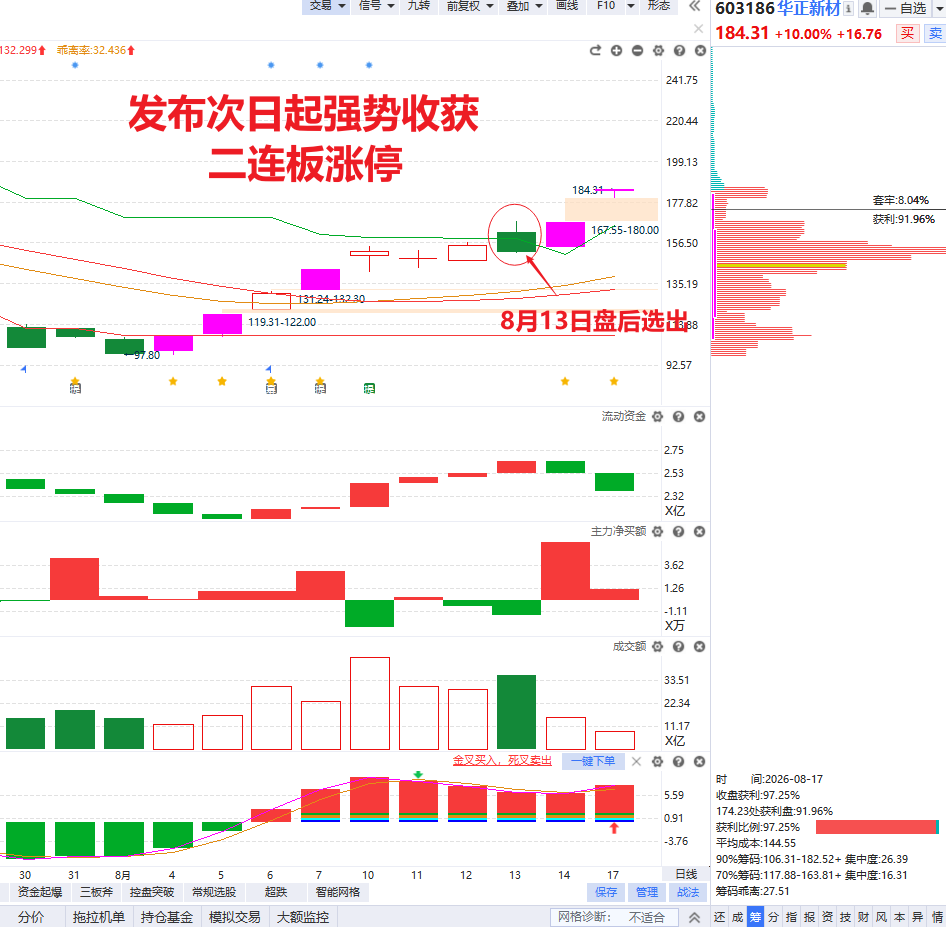 交易 信号 九转 前复权 叠加 画线 F10 形态
603186 华正新材 自选
184.31 +10.00% +16.76 买 卖
132.299 乖离率:32.436
241.75
发布次日起强势收获
220.44
二连板涨停
199.13
184.31
177.82
套牢:8.04%
获利:91.96%
167.55-180.00
156.50
135.19
131.24-132.30
119.31-122.00
8月13日盘后选出
113.88
97.80
92.57
流动资金
2.75
2.53
2.32
X亿
主力净买额
3.62
1.26
-1.11
X万
成交额
33.51
22.34
11.17
X亿
金叉买入，死叉卖出 一键下单
5.59
0.91
-3.76
时 间:2026-08-17
收盘获利:97.25%
174.23处获利盘:91.96%
获利比例:97.25%
平均成本:144.55
90%筹码:106.31-182.52+ 集中度:26.39
70%筹码:117.88-163.81+ 集中度:16.31
筹码乖离:27.51
30 31 8月 4 5 6 7 10 11 12 13 14 17 日线
资金起爆 三板斧 控盘突破 常规选股 超跌 智能网格 保存 管理 战法
分价 拖拉机单 持仓基金 模拟交易 大额监控 网格诊断: 不适合 还 成 筹 分 指 报 资 技 财 风 本 异 情